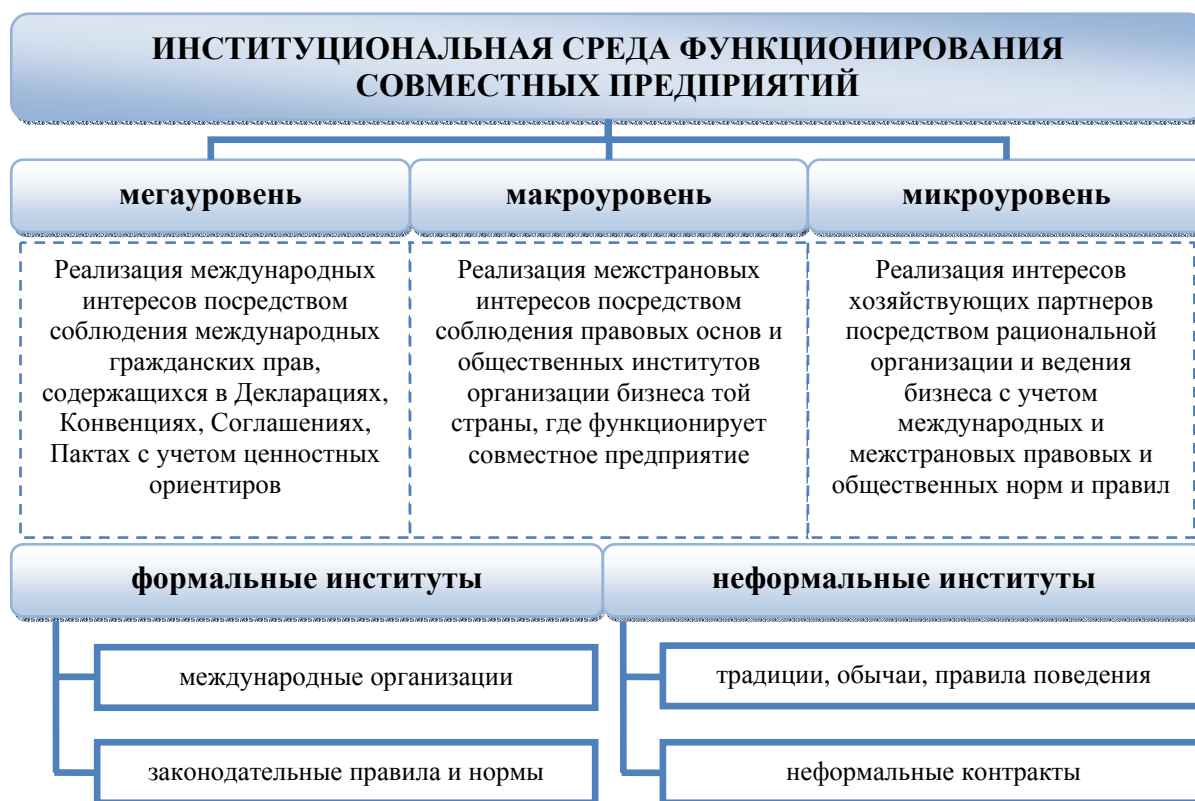 ИНСТИТУЦИОНАЛЬНАЯ СРЕДА ФУНКЦИОНИРОВАНИЯ
СОВМЕСТНЫХ ПРЕДПРИЯТИЙ
мегауровень
Реализация международных
интересов посредством
соблюдения международных
гражданских прав,
содержащихся в Декларациях,
Конвенциях, Соглашениях,
Пактах с учетом ценностных
ориентиров
макроуровень
Реализация межстрановых
интересов посредством
соблюдения правовых основ и
общественных институтов
организации бизнеса той
страны, где функционирует
совместное предприятие
микроуровень
Реализация интересов
хозяйствующих партнеров
посредством рациональной
организации и ведения
бизнеса с учетом
международных и
межстрановых правовых и
общественных норм и правил
формальные институты
международные организации
законодательные правила и нормы
неформальные институты
традиции, обычаи, правила поведения
неформальные контракты